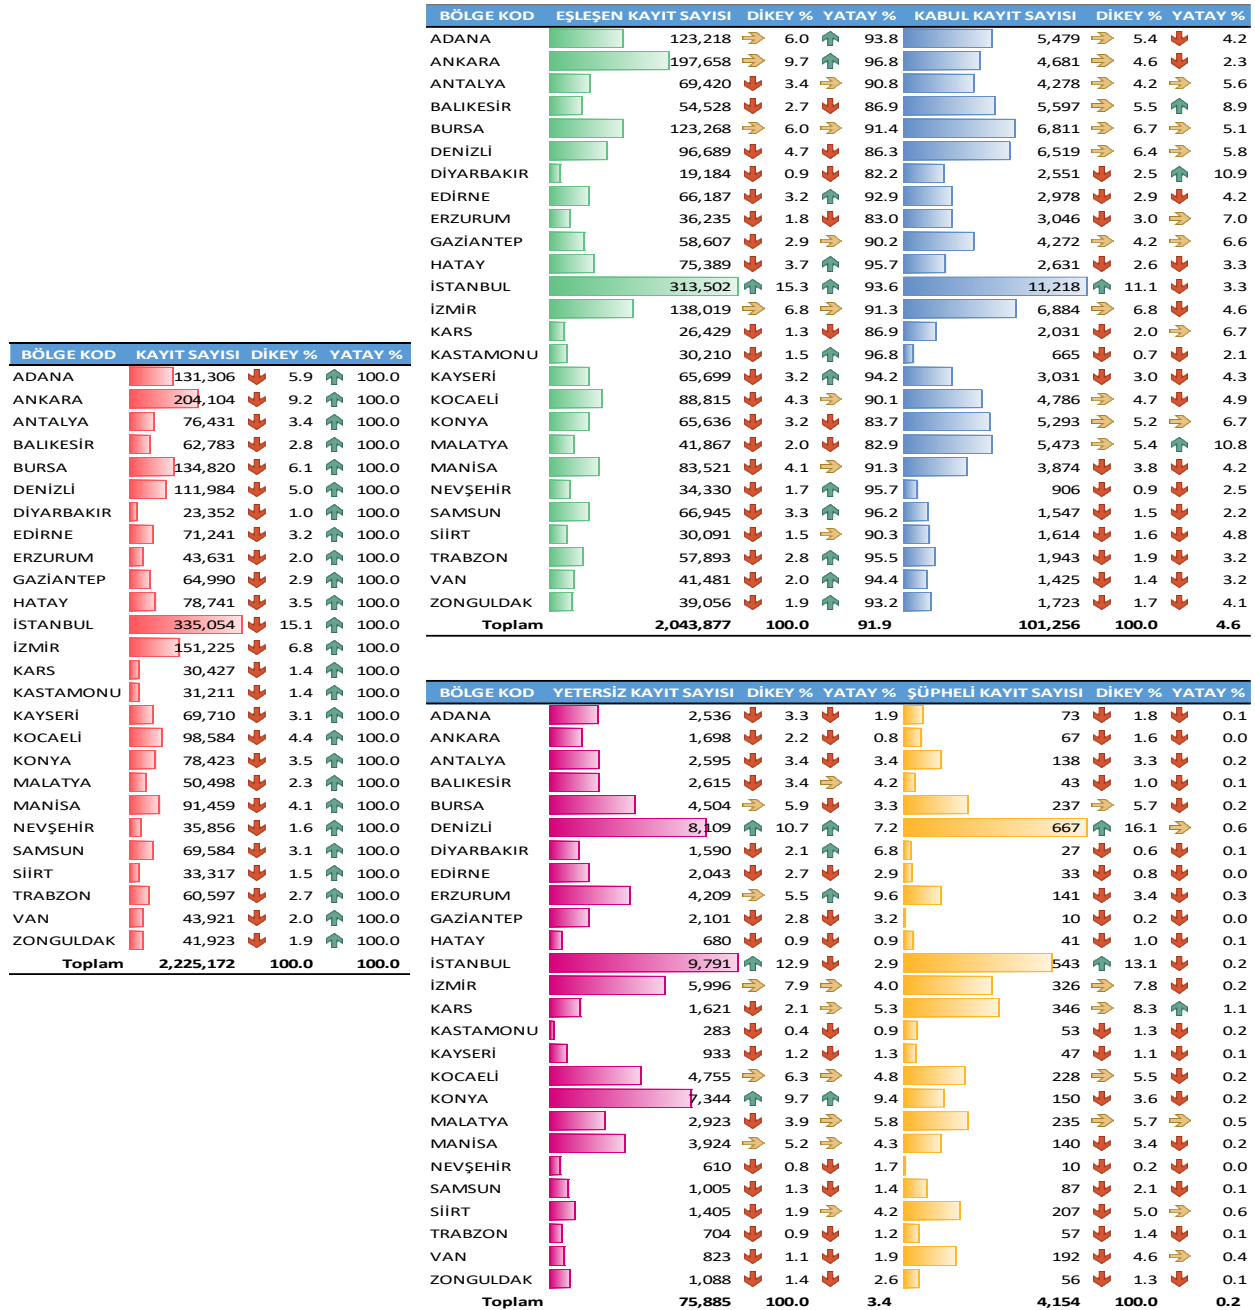 BÖLGE KOD EŞLEŞEN KAYIT SAYISI DİKEY % YATAY % KABUL KAYIT SAYISI DİKEY % YATAY %
ADANA 123,218 6.0 93.8 5,479 5.4 4.2
ANKARA 197,658 9.7 96.8 4,681 4.6 2.3
ANTALYA 69,420 3.4 90.8 4,278 4.2 5.6
BALIKESİR 54,528 2.7 86.9 5,597 5.5 8.9
BURSA 123,268 6.0 91.4 6,811 6.7 5.1
DENİZLİ 96,689 4.7 86.3 6,519 6.4 5.8
DİYARBAKIR 19,184 0.9 82.2 2,551 2.5 10.9
EDİRNE 66,187 3.2 92.9 2,978 2.9 4.2
ERZURUM 36,235 1.8 83.0 3,046 3.0 7.0
GAZİANTEP 58,607 2.9 90.2 4,272 4.2 6.6
HATAY 75,389 3.7 95.7 2,631 2.6 3.3
İSTANBUL 313,502 15.3 93.6 11,218 11.1 3.3
İZMİR 138,019 6.8 91.3 6,884 6.8 4.6
KARS 26,429 1.3 86.9 2,031 2.0 6.7
KASTAMONU 30,210 1.5 96.8 665 0.7 2.1
KAYSERİ 65,699 3.2 94.2 3,031 3.0 4.3
KOCAELİ 88,815 4.3 90.1 4,786 4.7 4.9
KONYA 65,636 3.2 83.7 5,293 5.2 6.7
MALATYA 41,867 2.0 82.9 5,473 5.4 10.8
MANİSA 83,521 4.1 91.3 3,874 3.8 4.2
NEVŞEHİR 34,330 1.7 95.7 906 0.9 2.5
SAMSUN 66,945 3.3 96.2 1,547 1.5 2.2
SİİRT 30,091 1.5 90.3 1,614 1.6 4.8
TRABZON 57,893 2.8 95.5 1,943 1.9 3.2
VAN 41,481 2.0 94.4 1,425 1.4 3.2
ZONGULDAK 39,056 1.9 93.2 1,723 1.7 4.1
Toplam 2,043,877 100.0 91.9 101,256 100.0 4.6
BÖLGE KOD KAYIT SAYISI DİKEY % YATAY %
ADANA 131,306 5.9 100.0
ANKARA 204,104 9.2 100.0
ANTALYA 76,431 3.4 100.0
BALIKESİR 62,783 2.8 100.0
BURSA 134,820 6.1 100.0
DENİZLİ 111,984 5.0 100.0
DİYARBAKIR 23,352 1.0 100.0
EDİRNE 71,241 3.2 100.0
ERZURUM 43,631 2.0 100.0
GAZİANTEP 64,990 2.9 100.0
HATAY 78,741 3.5 100.0
İSTANBUL 335,054 15.1 100.0
İZMİR 151,225 6.8 100.0
KARS 30,427 1.4 100.0
KASTAMONU 31,211 1.4 100.0
KAYSERİ 69,710 3.1 100.0
KOCAELİ 98,584 4.4 100.0
KONYA 78,423 3.5 100.0
MALATYA 50,498 2.3 100.0
MANİSA 91,459 4.1 100.0
NEVŞEHİR 35,856 1.6 100.0
SAMSUN 69,584 3.1 100.0
SİİRT 33,317 1.5 100.0
TRABZON 60,597 2.7 100.0
VAN 43,921 2.0 100.0
ZONGULDAK 41,923 1.9 100.0
Toplam 2,225,172 100.0 100.0
BÖLGE KOD YETERSİZ KAYIT SAYISI DİKEY % YATAY % ŞÜPHELİ KAYIT SAYISI DİKEY % YATAY %
ADANA 2,536 3.3 1.9 73 1.8 0.1
ANKARA 1,698 2.2 0.8 67 1.6 0.0
ANTALYA 2,595 3.4 3.4 138 3.3 0.2
BALIKESİR 2,615 3.4 4.2 43 1.0 0.1
BURSA 4,504 5.9 3.3 237 5.7 0.2
DENİZLİ 8,109 10.7 7.2 667 16.1 0.6
DİYARBAKIR 1,590 2.1 6.8 27 0.6 0.1
EDİRNE 2,043 2.7 2.9 33 0.8 0.0
ERZURUM 4,209 5.5 9.6 141 3.4 0.3
GAZİANTEP 2,101 2.8 3.2 10 0.2 0.0
HATAY 680 0.9 0.9 41 1.0 0.1
İSTANBUL 9,791 12.9 2.9 543 13.1 0.2
İZMİR 5,996 7.9 4.0 326 7.8 0.2
KARS 1,621 2.1 5.3 346 8.3 1.1
KASTAMONU 283 0.4 0.9 53 1.3 0.2
KAYSERİ 933 1.2 1.3 47 1.1 0.1
KOCAELİ 4,755 6.3 4.8 228 5.5 0.2
KONYA 7,344 9.7 9.4 150 3.6 0.2
MALATYA 2,923 3.9 5.8 235 5.7 0.5
MANİSA 3,924 5.2 4.3 140 3.4 0.2
NEVŞEHİR 610 0.8 1.7 10 0.2 0.0
SAMSUN 1,005 1.3 1.4 87 2.1 0.1
SİİRT 1,405 1.9 4.2 207 5.0 0.6
TRABZON 704 0.9 1.2 57 1.4 0.1
VAN 823 1.1 1.9 192 4.6 0.4
ZONGULDAK 1,088 1.4 2.6 56 1.3 0.1
Toplam 75,885 100.0 3.4 4,154 100.0 0.2